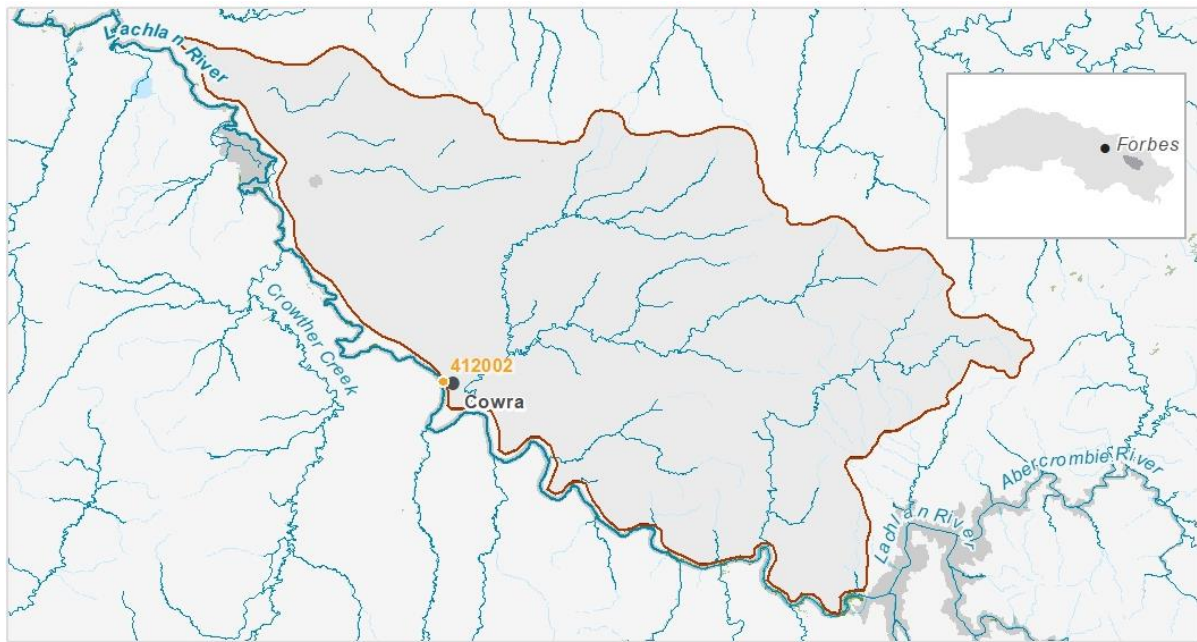 Lachlan River
Forbes
Crowther Creek
412002
Cowra
Abercrombie River
Lachlan River